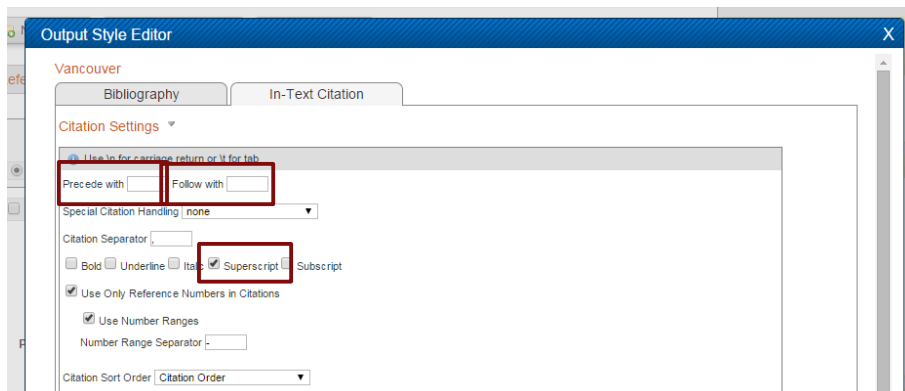 Output Style Editor X
Vancouver
Bibliography In-Text Citation
Citation Settings
Use \n for carriage return or \t for tab
Precede with Follow with
Special Citation Handling none
Citation Separator ,
Bold Underline Italic Superscript Subscript
Use Only Reference Numbers in Citations
Use Number Ranges
Number Range Separator -
Citation Sort Order Citation Order